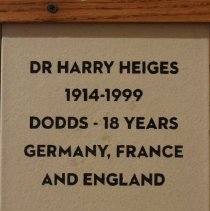 DR HARRY HEIGES
1914-1999
DODDS - 18 YEARS
GERMANY, FRANCE
AND ENGLAND